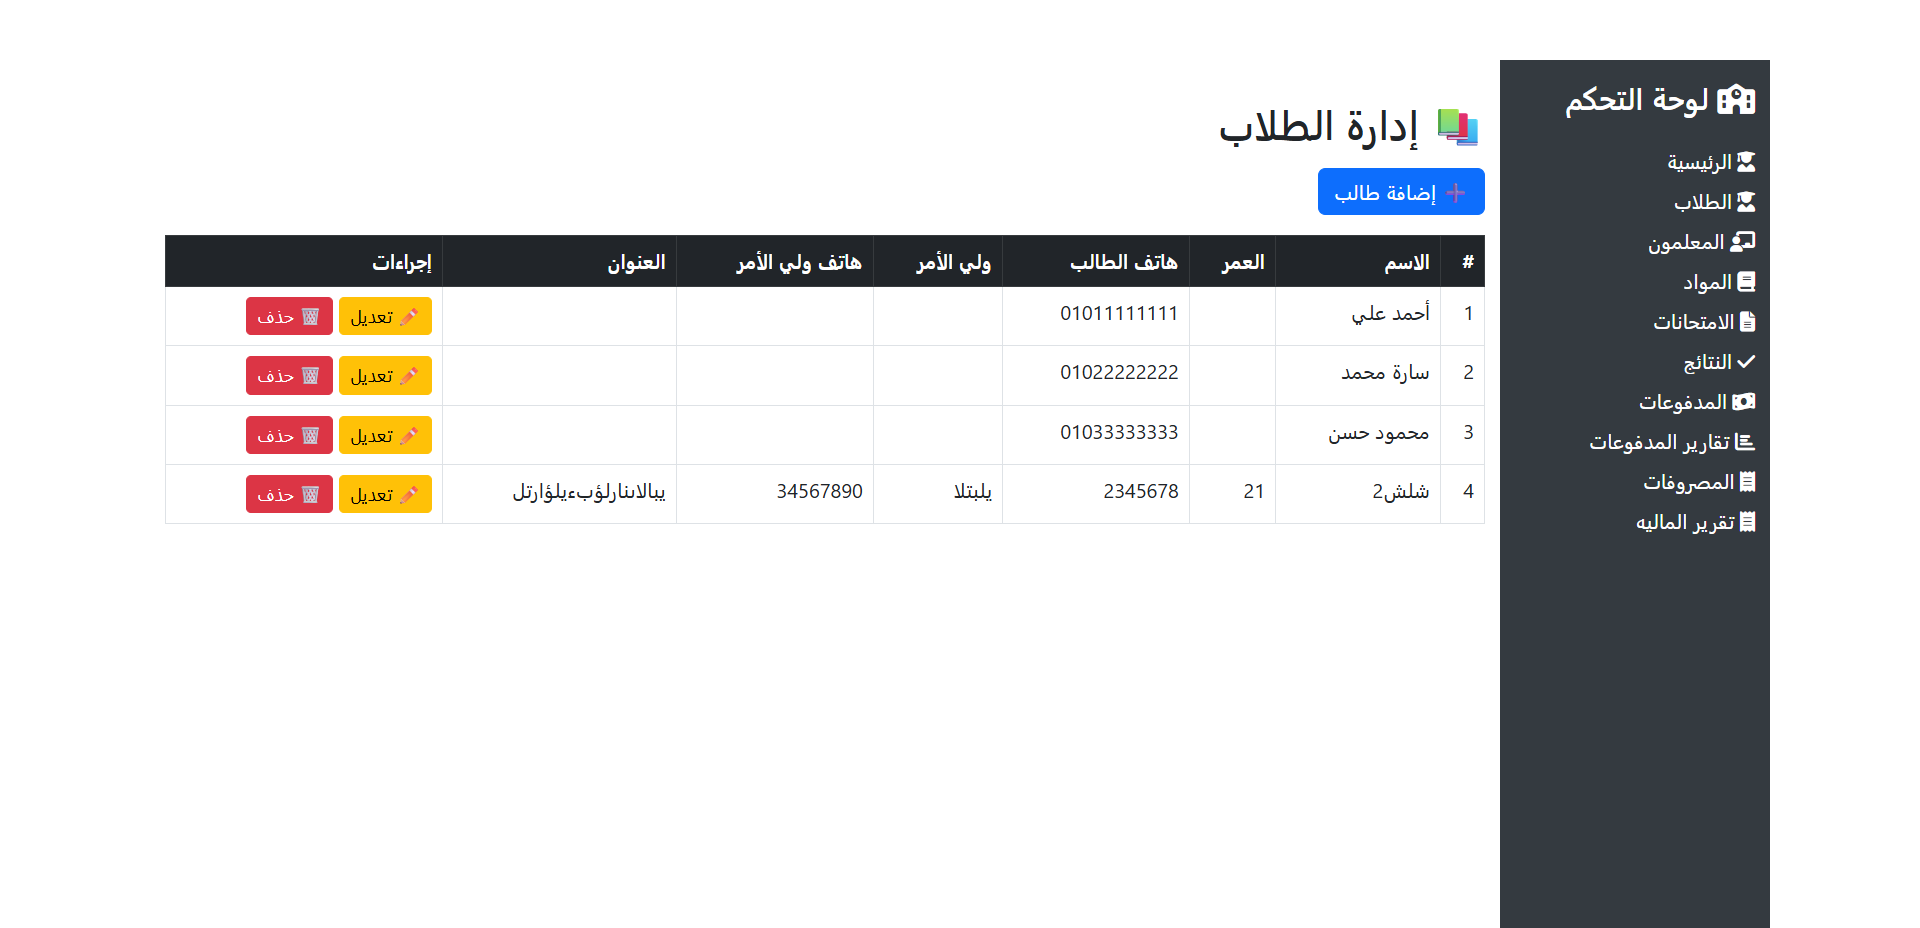 لوحة التحكم
الرئيسية
الطلاب
المعلمون
المواد
الامتحانات
النتائج
المدفوعات
تقارير المدفوعات
المصروفات
تقرير الماليه
إدارة الطلاب
إضافة طالب
# الاسم العمر هاتف الطالب ولي الأمر هاتف ولي الأمر العنوان إجراءات
1 أحمد علي 01011111111 تعديل حذف
2 سارة محمد 01022222222 تعديل حذف
3 محمود حسن 01033333333 تعديل حذف
4 شلش2 21 2345678 يلبتلا 34567890 يبالاىنارلؤبءيلؤارتل تعديل حذف